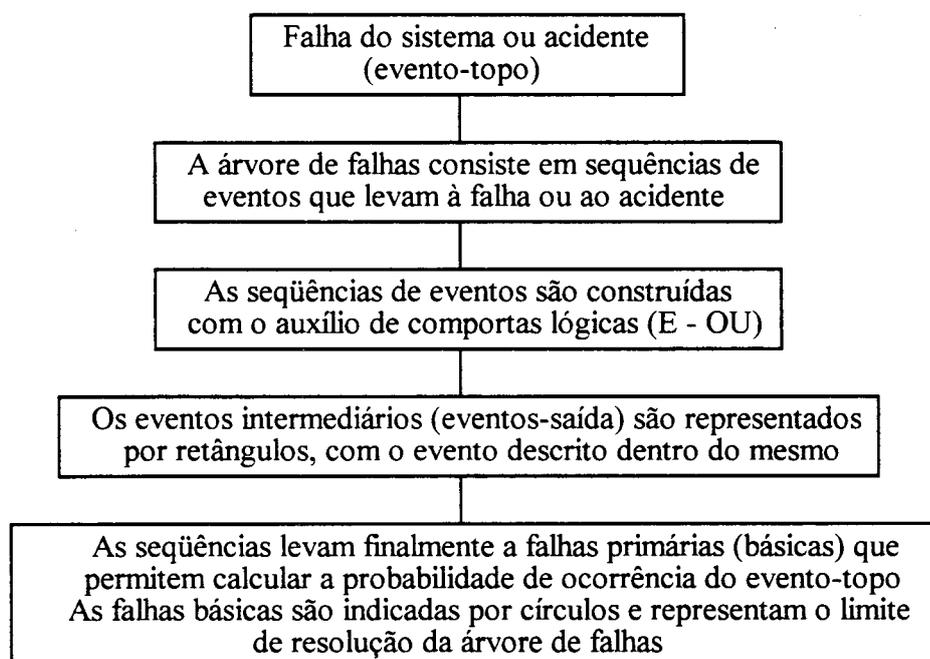 Falha do sistema ou acidente
(evento-topo)
A árvore de falhas consiste em sequências de
eventos que levam à falha ou ao acidente
As seqüências de eventos são construídas
com o auxílio de comportas lógicas (E - OU)
Os eventos intermediários (eventos-saída) são representados
por retângulos, com o evento descrito dentro do mesmo
As seqüências levam finalmente a falhas primárias (básicas) que
permitem calcular a probabilidade de ocorrência do evento-topo
As falhas básicas são indicadas por círculos e representam o limite
de resolução da árvore de falhas